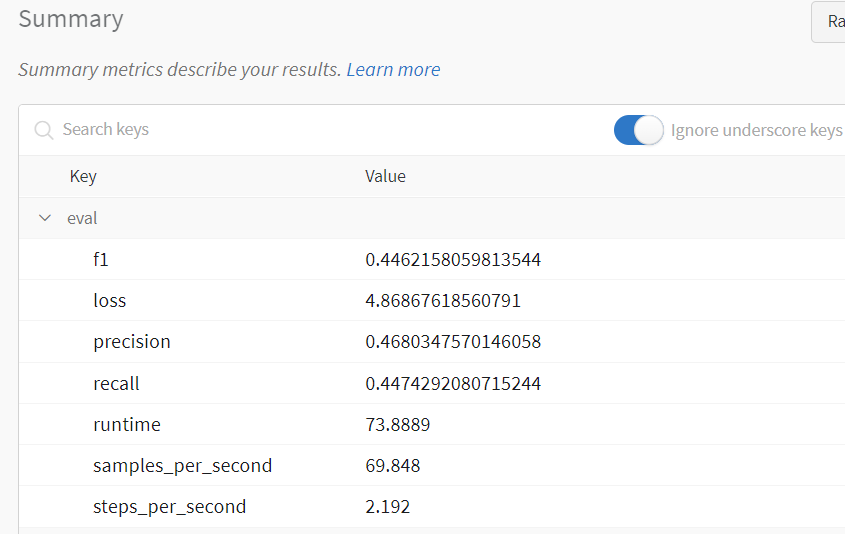 Summary
Ra
Summary metrics describe your results. Learn more
Search keys
Ignore underscore keys
Key Value
eval
f1 0.4462158059813544
loss 4.86867618560791
precision 0.4680347570146058
recall 0.4474292080715244
runtime 73.8889
samples_per_second 69.848
steps_per_second 2.192